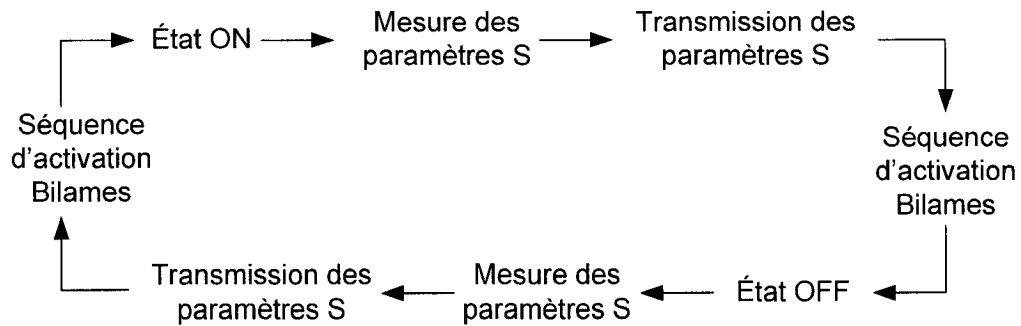 État ON
Mesure des
paramètres S
Transmission des
paramètres S
Séquence
d'activation
Bilames
État OFF
Mesure des
paramètres S
Transmission des
paramètres S
Séquence
d'activation
Bilames